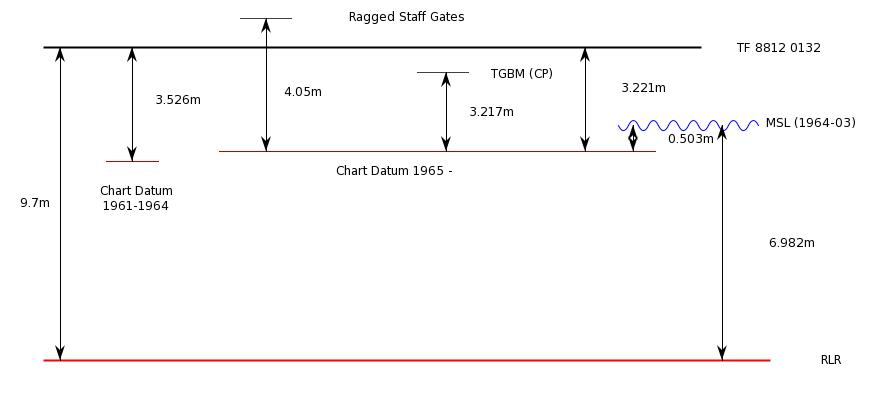 Ragged Staff Gates
TF 8812 0132
TGBM (CP)
4.05m
3.221m
3.526m
3.217m
MSL (1964-03)
0.503m
Chart Datum 1965 -
Chart Datum
1961-1964
9.7m
6.982m
RLR